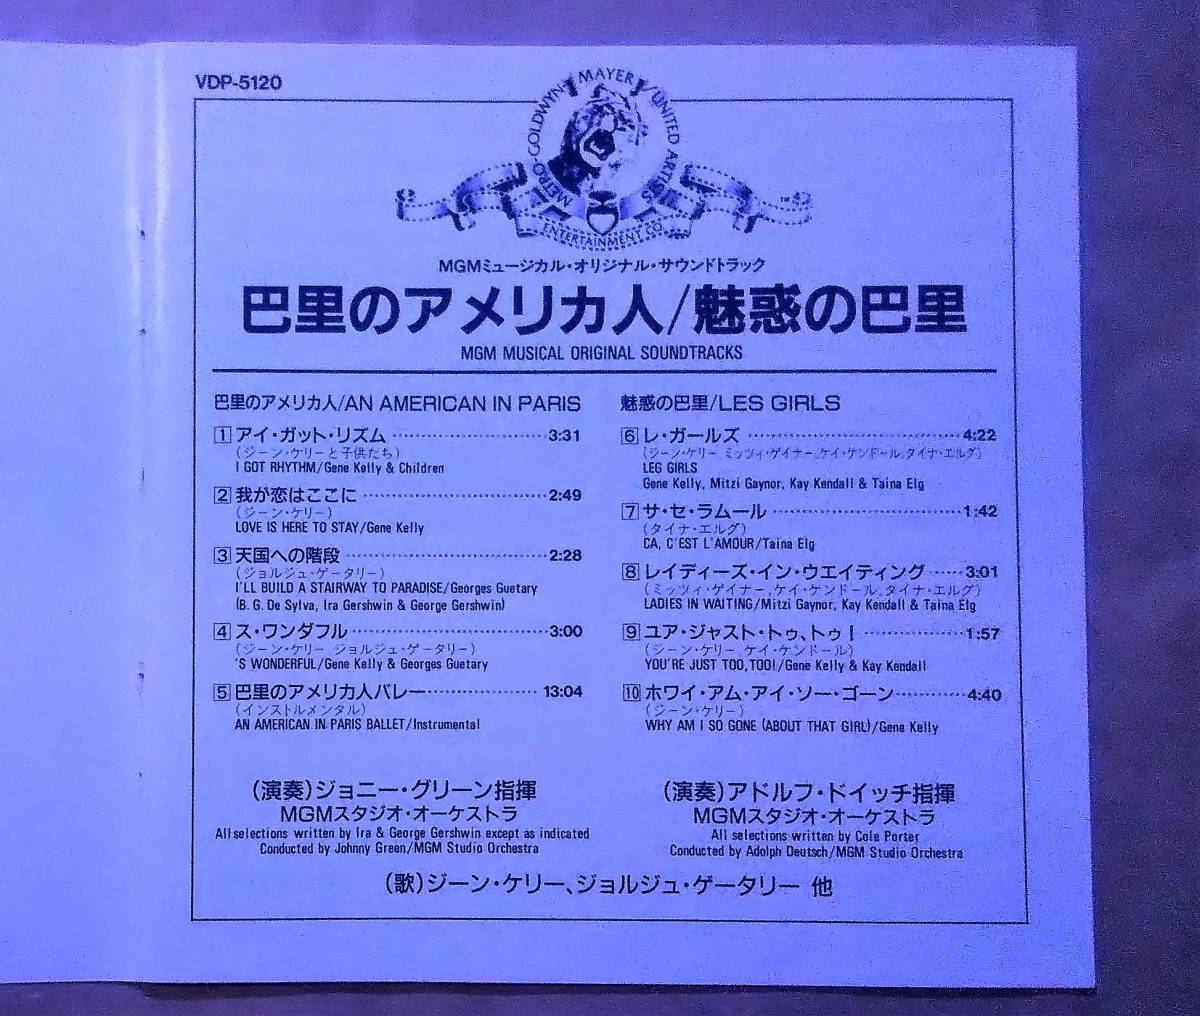 VDP-5120
METRO-GOLDWYN-MAYER/UNITED ARTISTS
ENTERTAINMENT CO.
MGMミュージカル・オリジナル・サウンドトラック
巴里のアメリカ人/魅惑の巴里
MGM MUSICAL ORIGINAL SOUNDTRACKS
巴里のアメリカ人/AN AMERICAN IN PARIS
1 アイ・ガット・リズム 3:31
(ジーン・ケリーと子供たち)
I GOT RHYTHM/Gene Kelly & Children
2 我が恋はここに 2:49
(ジーン・ケリー)
LOVE IS HERE TO STAY/Gene Kelly
3 天国への階段 2:28
(ジョルジュ・ゲータリー)
I'LL BUILD A STAIRWAY TO PARADISE/Georges Guetary
(B. G. De Sylva, Ira Gershwin & George Gershwin)
4 ス・ワンダフル 3:00
(ジーン・ケリー、ジョルジュ・ゲータリー)
'S WONDERFUL/Gene Kelly & Georges Guetary
5 巴里のアメリカ人バレー 13:04
(インストルメンタル)
AN AMERICAN IN PARIS BALLET/Instrumental
(演奏)ジョニー・グリーン指揮
MGMスタジオ・オーケストラ
All selections written by Ira & George Gershwin except as indicated
Conducted by Johnny Green/MGM Studio Orchestra
魅惑の巴里/LES GIRLS
6 レ・ガールズ 4:22
(ジーン・ケリー、ミッツィ・ゲイナー、ケイ・ケンドール、タイナ・エルグ)
LEG GIRLS
Gene Kelly, Mitzi Gaynor, Kay Kendall & Taina Elg
7 サ・セ・ラムール 1:42
(タイナ・エルグ)
CA, C'EST L'AMOUR/Taina Elg
8 レイディーズ・イン・ウエイティング 3:01
(ミッツィ・ゲイナー、ケイ・ケンドール、タイナ・エルグ)
LADIES IN WAITING/Mitzi Gaynor, Kay Kendall & Taina Elg
9 ユア・ジャスト・トゥ、トゥ! 1:57
(ジーン・ケリー、ケイ・ケンドール)
YOU'RE JUST TOO, TOO!/Gene Kelly & Kay Kendall
10 ホワイ・アム・アイ・ソー・ゴーン 4:40
(ジーン・ケリー)
WHY AM I SO GONE (ABOUT THAT GIRL)/Gene Kelly
(演奏)アドルフ・ドイッチ指揮
MGMスタジオ・オーケストラ
All selections written by Cole Porter
Conducted by Adolph Deutsch/MGM Studio Orchestra
(歌)ジーン・ケリー、ジョルジュ・ゲータリー 他